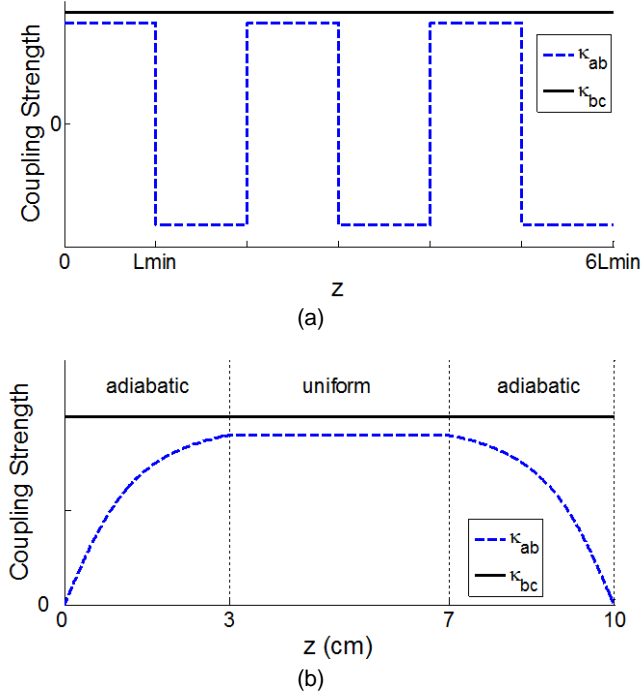 Coupling Strength
0
κab
κbc
0 Lmin 6Lmin
z
(a)
adiabatic uniform adiabatic
Coupling Strength
κab
κbc
0
0 3 7 10
z (cm)
(b)